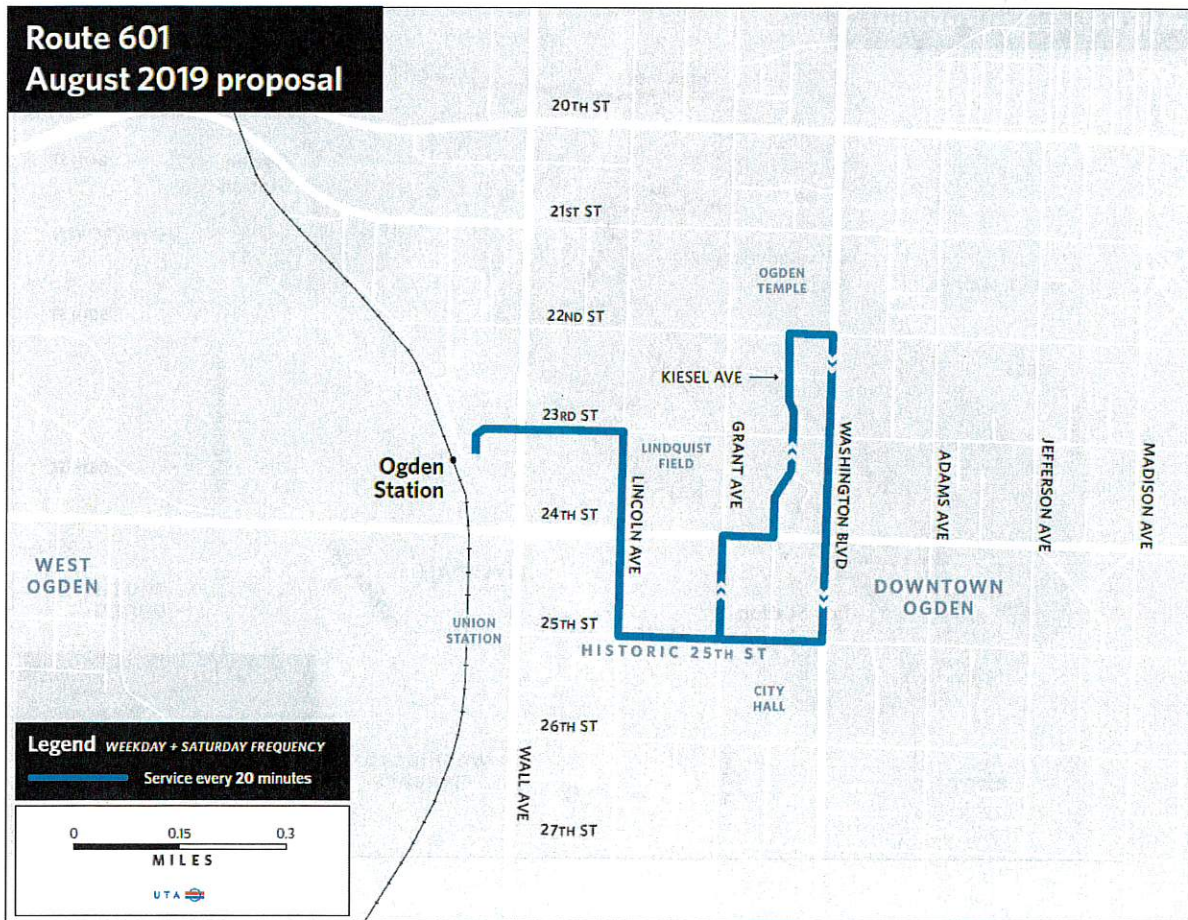 Route 601
August 2019 proposal
20TH ST
21ST ST
OGDEN
TEMPLE
22ND ST
KIESEL AVE
23RD ST
Ogden
Station
LINDQUIST
FIELD
GRANT AVE
WASHINGTON BLVD
LINCOLN AVE
ADAMS AVE
JEFFERSON AVE
MADISON AVE
24TH ST
WEST
OGDEN
DOWNTOWN
OGDEN
UNION
STATION
25TH ST
HISTORIC 25TH ST
CITY
HALL
26TH ST
WALL AVE
27TH ST
Legend WEEKDAY + SATURDAY FREQUENCY
Service every 20 minutes
0 0.15 0.3
MILES
UTA